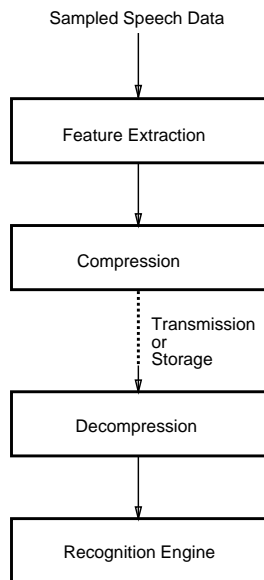 Sampled Speech Data
Feature Extraction
Compression
Transmission
or
Storage
Decompression
Recognition Engine